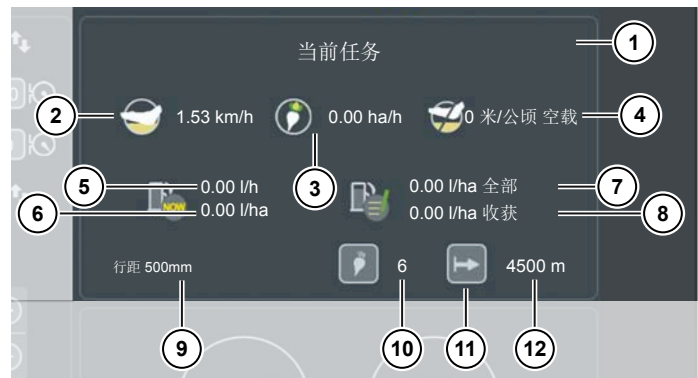 当前任务
1
2
1.53 km/h
0.00 ha/h
0 米/公顷 空载
4
3
5
0.00 l/h
6
0.00 l/ha
NOW
0.00 l/ha 全部
7
0.00 l/ha 收获
8
行距 500mm
6
4500 m
9
10
11
12